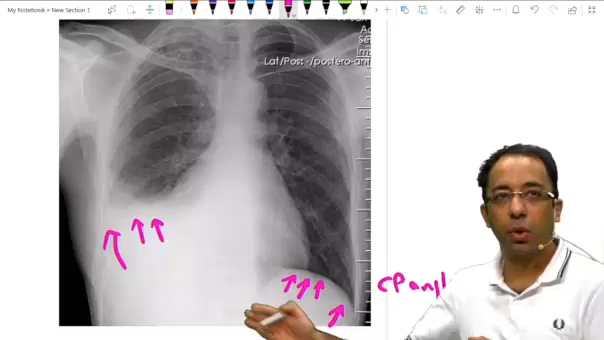 My Notebook » New Section 1
Lat/Pos: -/postero-ant
CPangl